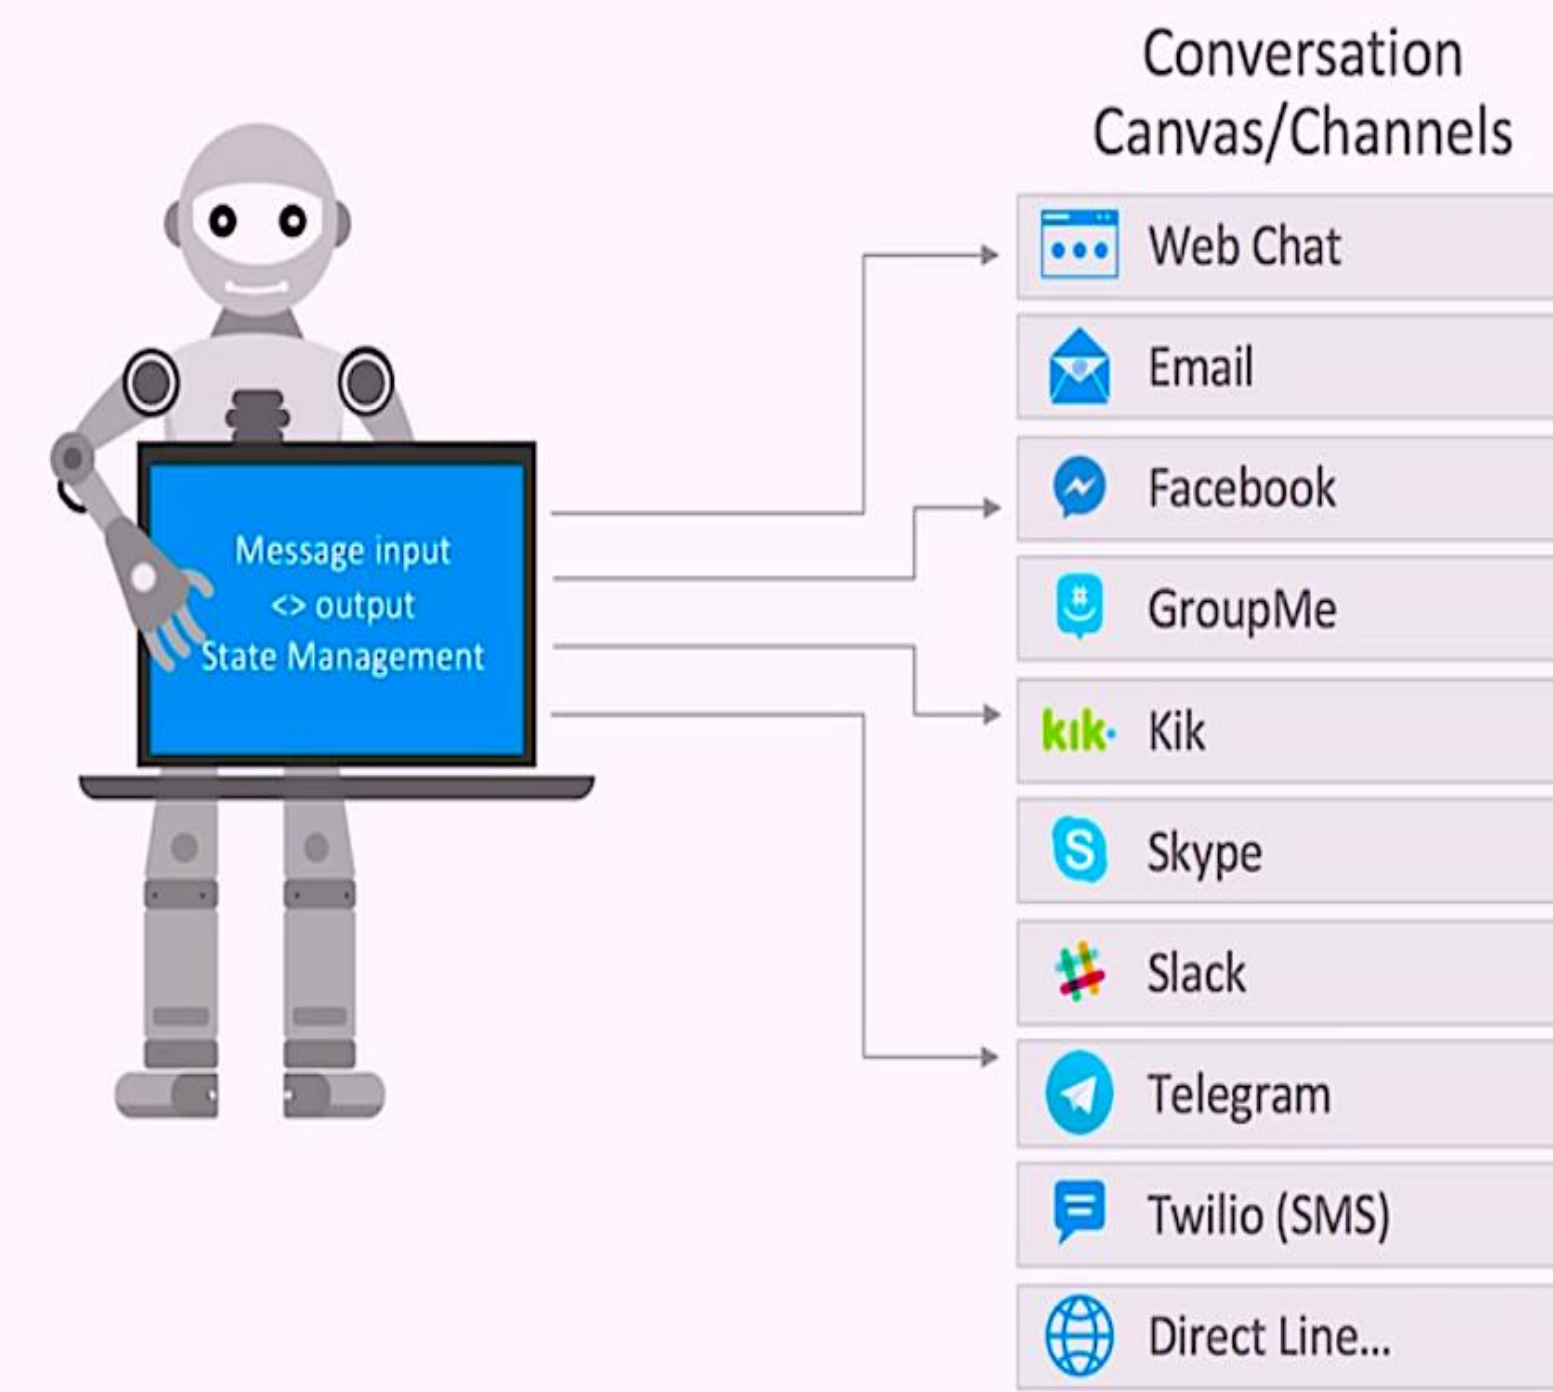 Conversation
Canvas/Channels
Message input
<> output
State Management
Web Chat
Email
Facebook
GroupMe
kik.
Kik
Skype
Slack
Telegram
Twilio (SMS)
Direct Line...